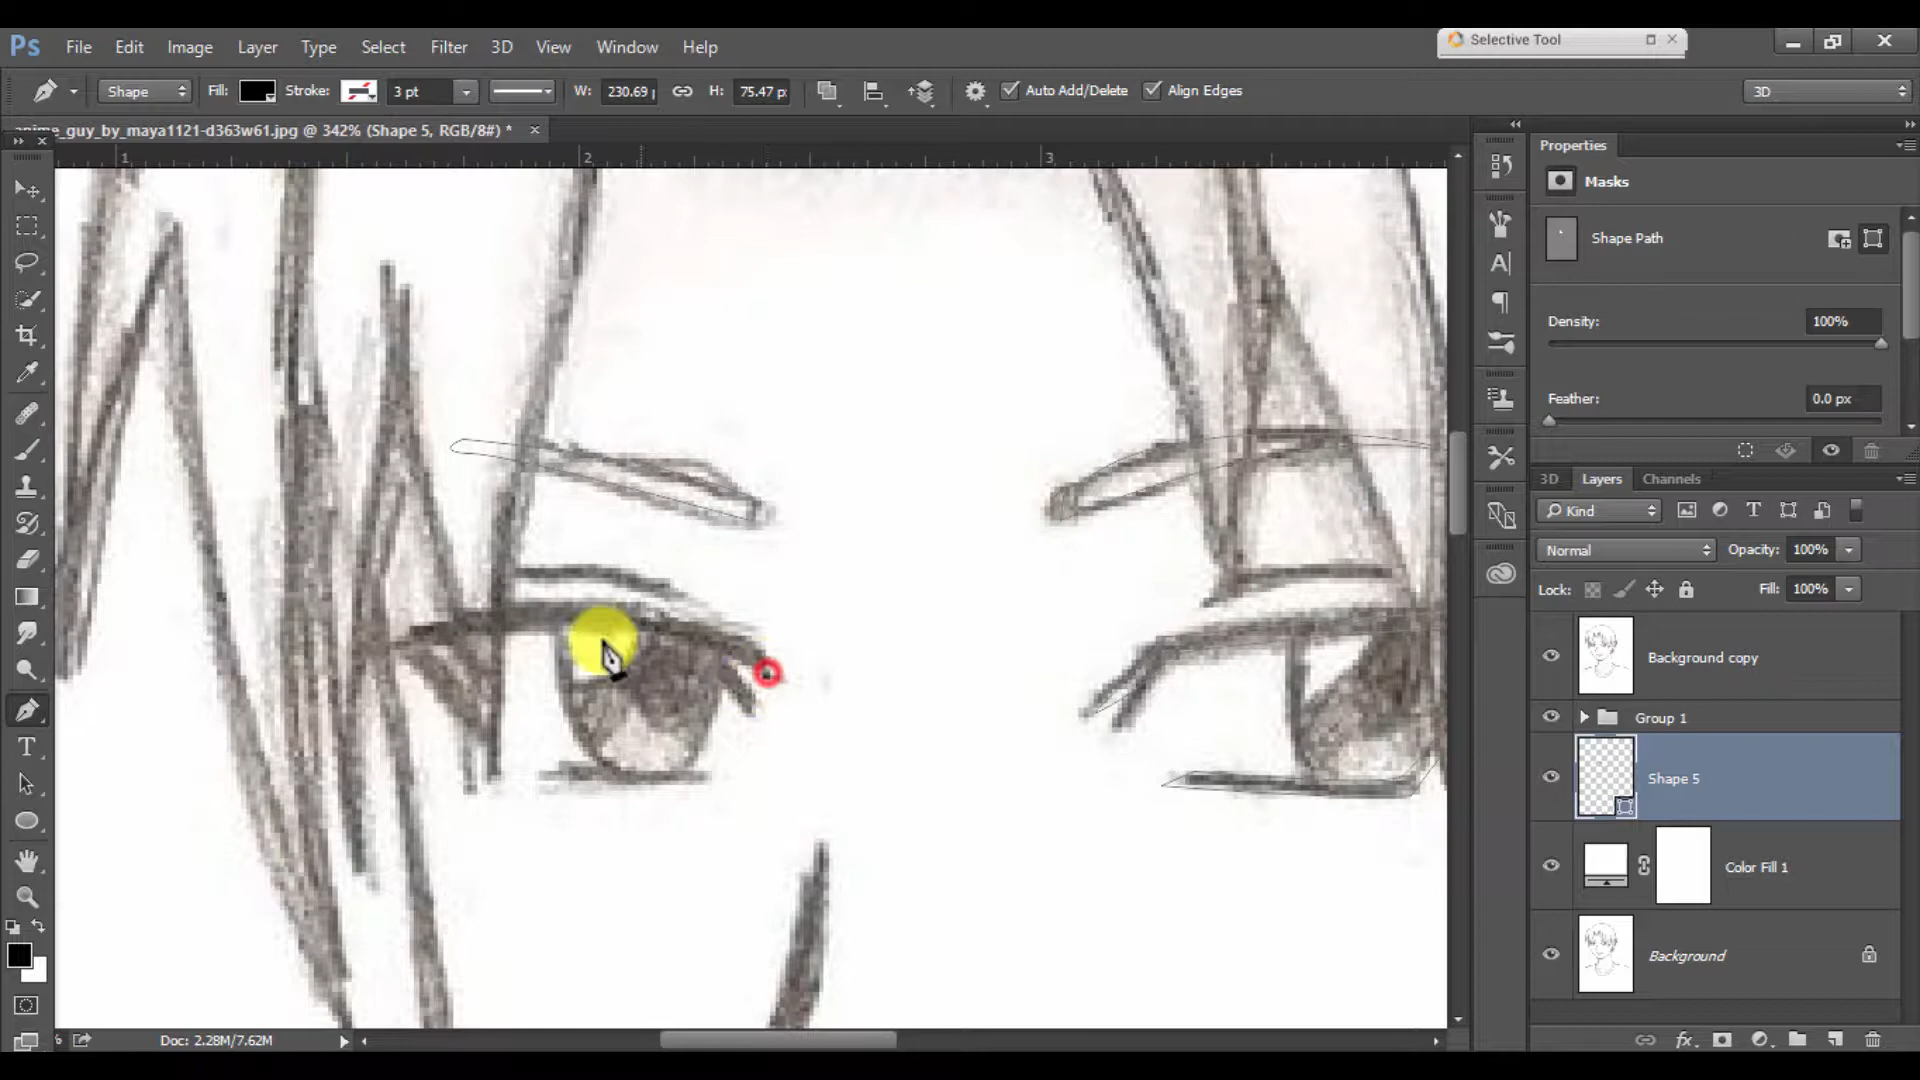 Ps File Edit Image Layer Type Select Filter 3D View Window Help
Selective Tool
Shape Fill: Stroke: 3 pt W: 230.69 H: 75.47 p: Auto Add/Delete Align Edges 3D
anime_guy_by_maya1121-d363w61.jpg @ 342% (Shape 5, RGB/8#) *
1 2 3
Properties
Masks
Shape Path
Density: 100%
Feather: 0.0 px
3D Layers Channels
Kind
Normal Opacity: 100%
Lock: Fill: 100%
Background copy
Group 1
Shape 5
Color Fill 1
Background
Doc: 2.28M/7.62M